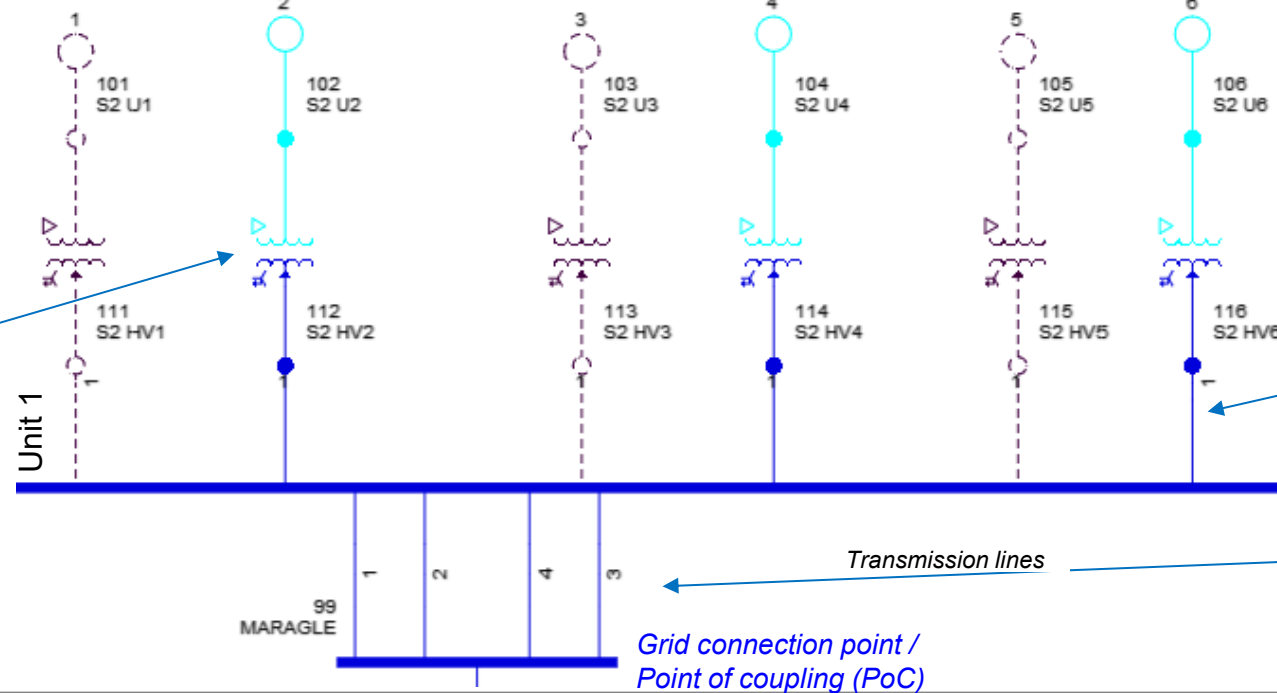 1
2
3
4
5
6
101
S2 U1
102
S2 U2
103
S2 U3
104
S2 U4
105
S2 U5
106
S2 U6
111
S2 HV1
112
S2 HV2
113
S2 HV3
114
S2 HV4
115
S2 HV5
116
S2 HV6
1
1
1
1
1
1
Unit 1
1
2
4
3
Transmission lines
99
MARAGLE
Grid connection point /
Point of coupling (PoC)